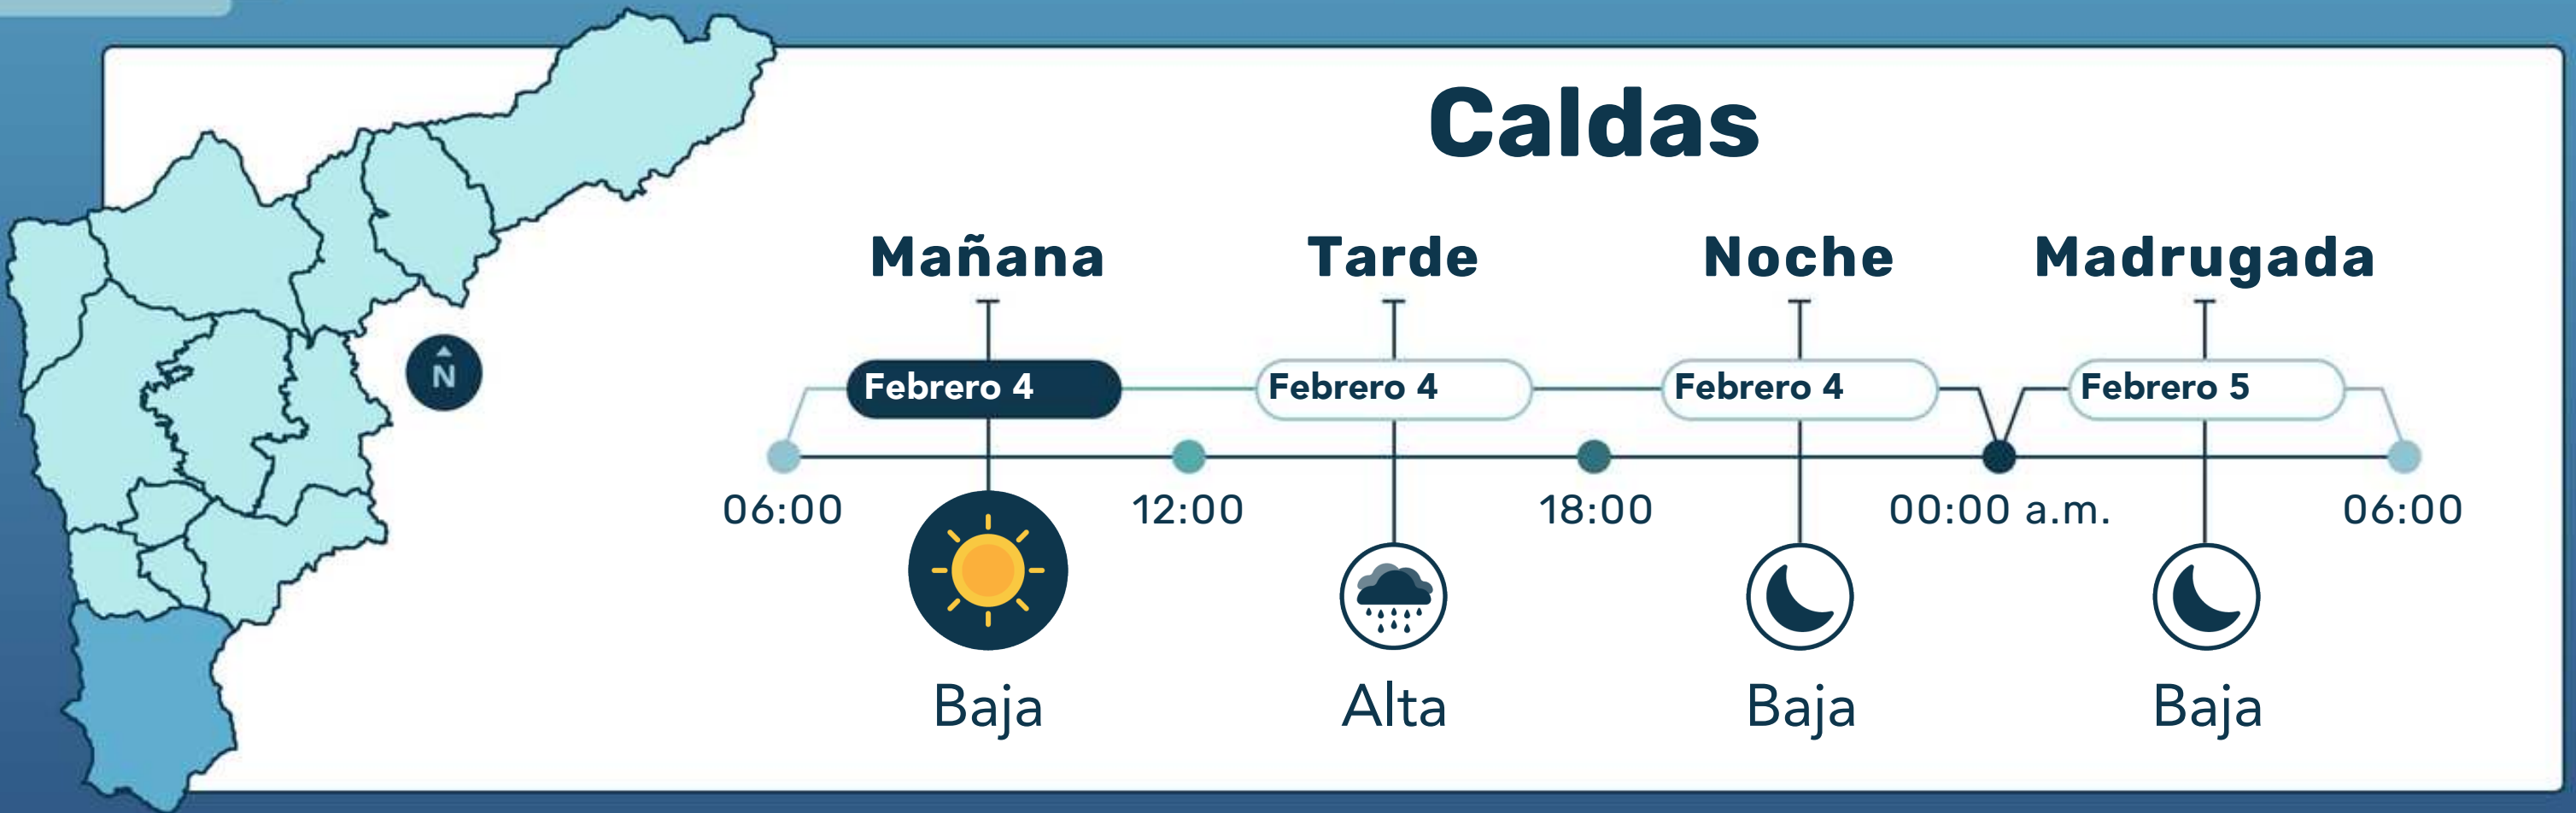 Caldas
Mañana Tarde Noche Madrugada
Febrero 4 Febrero 4 Febrero 4 Febrero 5
N
06:00 12:00 18:00 00:00 a.m. 06:00
Baja Alta Baja Baja